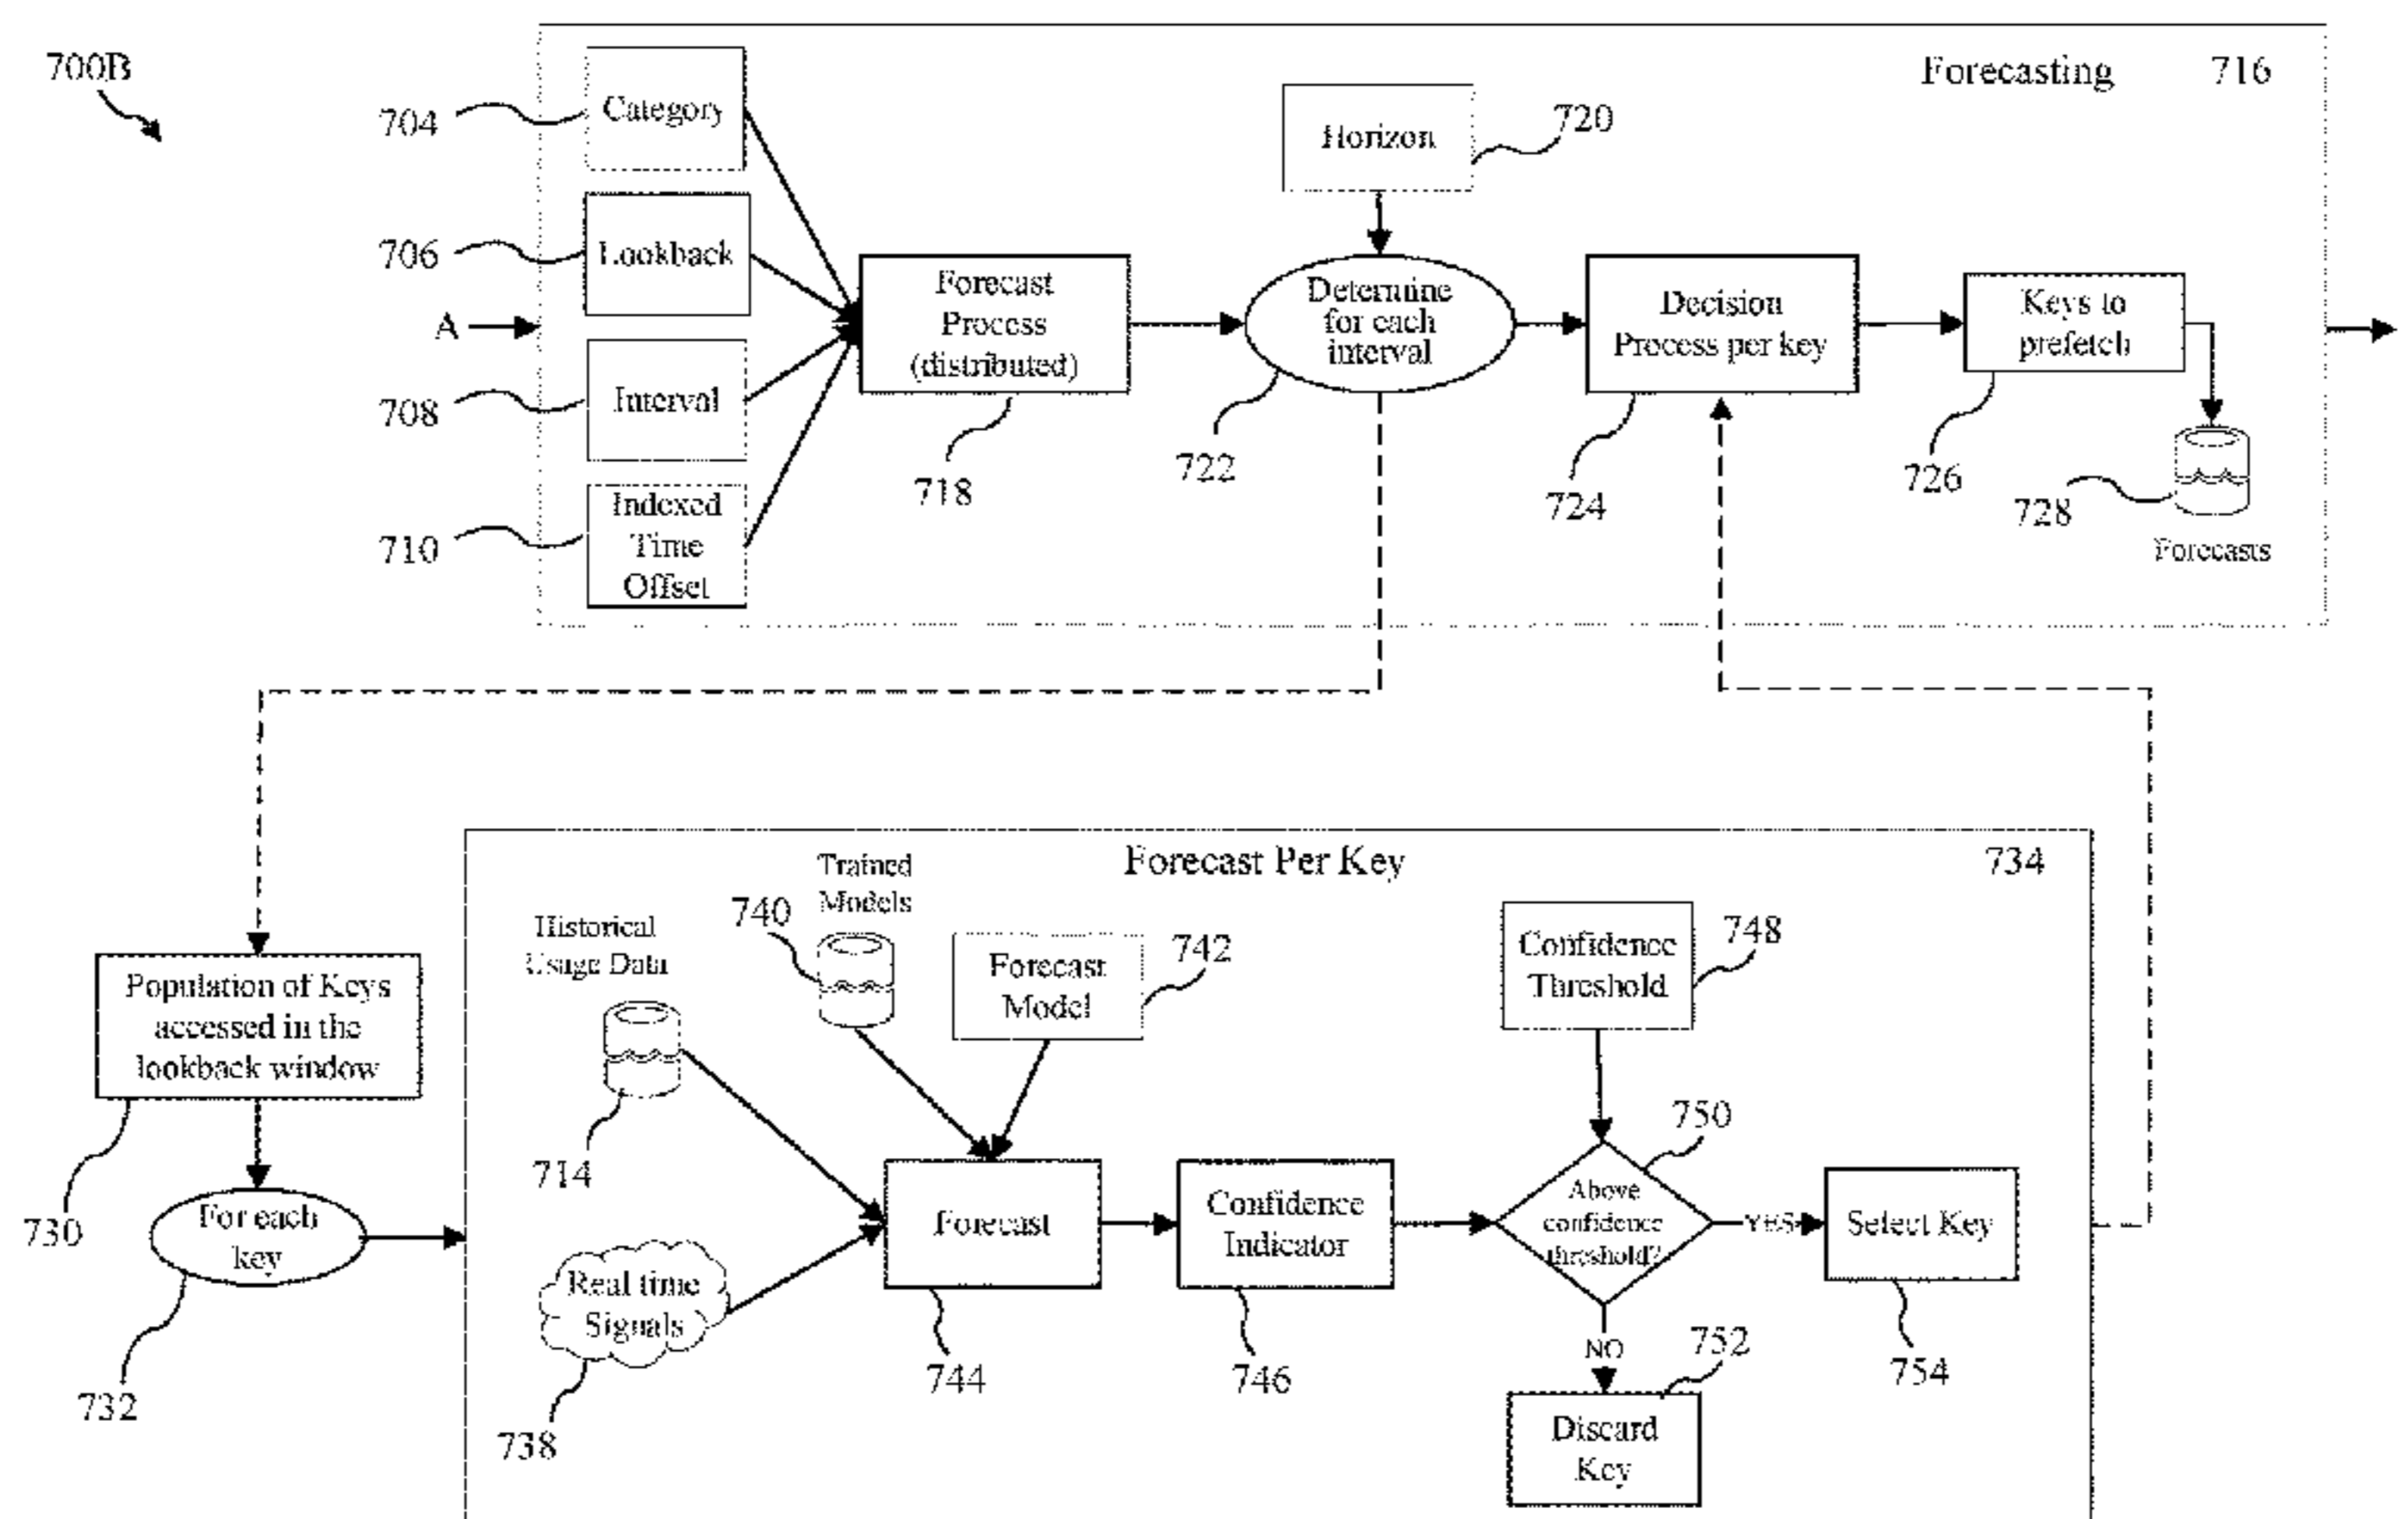 700B
Forecasting 716
704
Category
Horizon
720
706
Lookback
A
Forecast
Process
(distributed)
718
Determine
for each
interval
722
Decision
Process per key
724
Keys to
prefetch
726
728
Forecasts
708
Interval
710
Indexed
Time
Offset
Forecast Per Key 734
Population of Keys
accessed in the
lookback window
730
For each
key
732
Historical
Usage Data
714
740
Trained
Models
Forecast
Model
742
Confidence
Threshold
748
Real time
Signals
738
Forecast
744
Confidence
Indicator
746
750
Above
confidence
threshold?
YES
Select Key
754
NO
752
Discard
Key